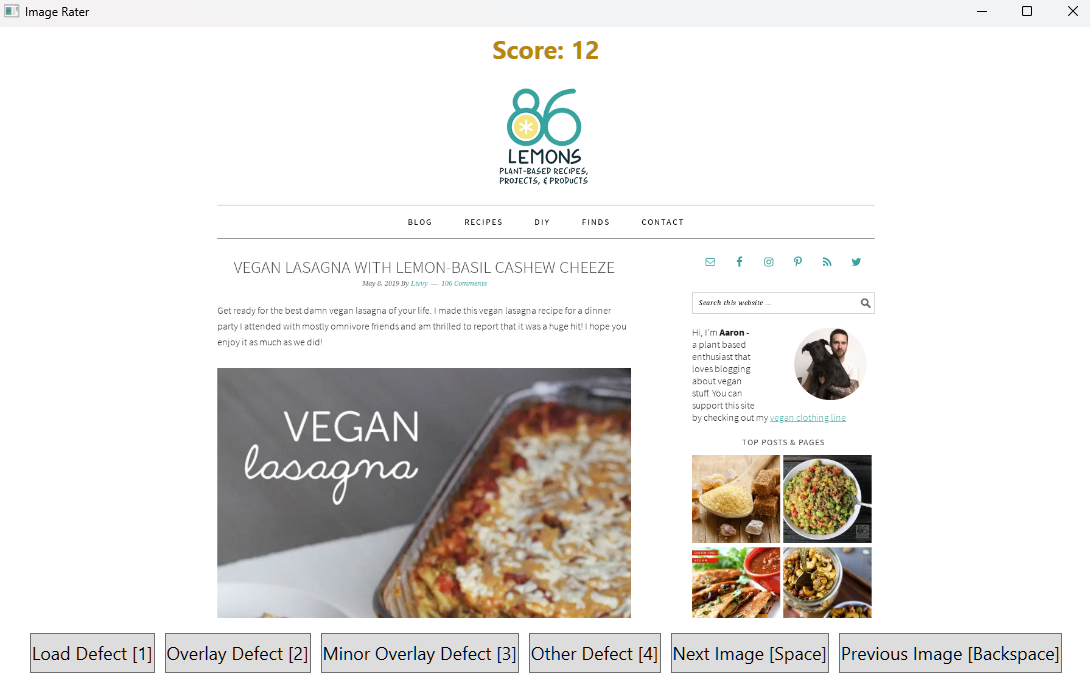 Image Rater
Score: 12
86
LEMONS
PLANT-BASED RECIPES,
PROJECTS, & PRODUCTS
BLOG RECIPES DIY FINDS CONTACT
VEGAN LASAGNA WITH LEMON-BASIL CASHEW CHEEZE
May 8, 2019 By Livvy — 106 Comments
Get ready for the best damn vegan lasagna of your life. I made this vegan lasagna recipe for a dinner
party I attended with mostly omnivore friends and am thrilled to report that it was a huge hit! I hope you
enjoy it as much as we did!
VEGAN
lasagna
Search this website ...
Hi, I'm Aaron -
a plant based
enthusiast that
loves blogging
about vegan
stuff. You can
support this site
by checking out my vegan clothing line
TOP POSTS & PAGES
Load Defect [1] Overlay Defect [2] Minor Overlay Defect [3] Other Defect [4] Next Image [Space] Previous Image [Backspace]